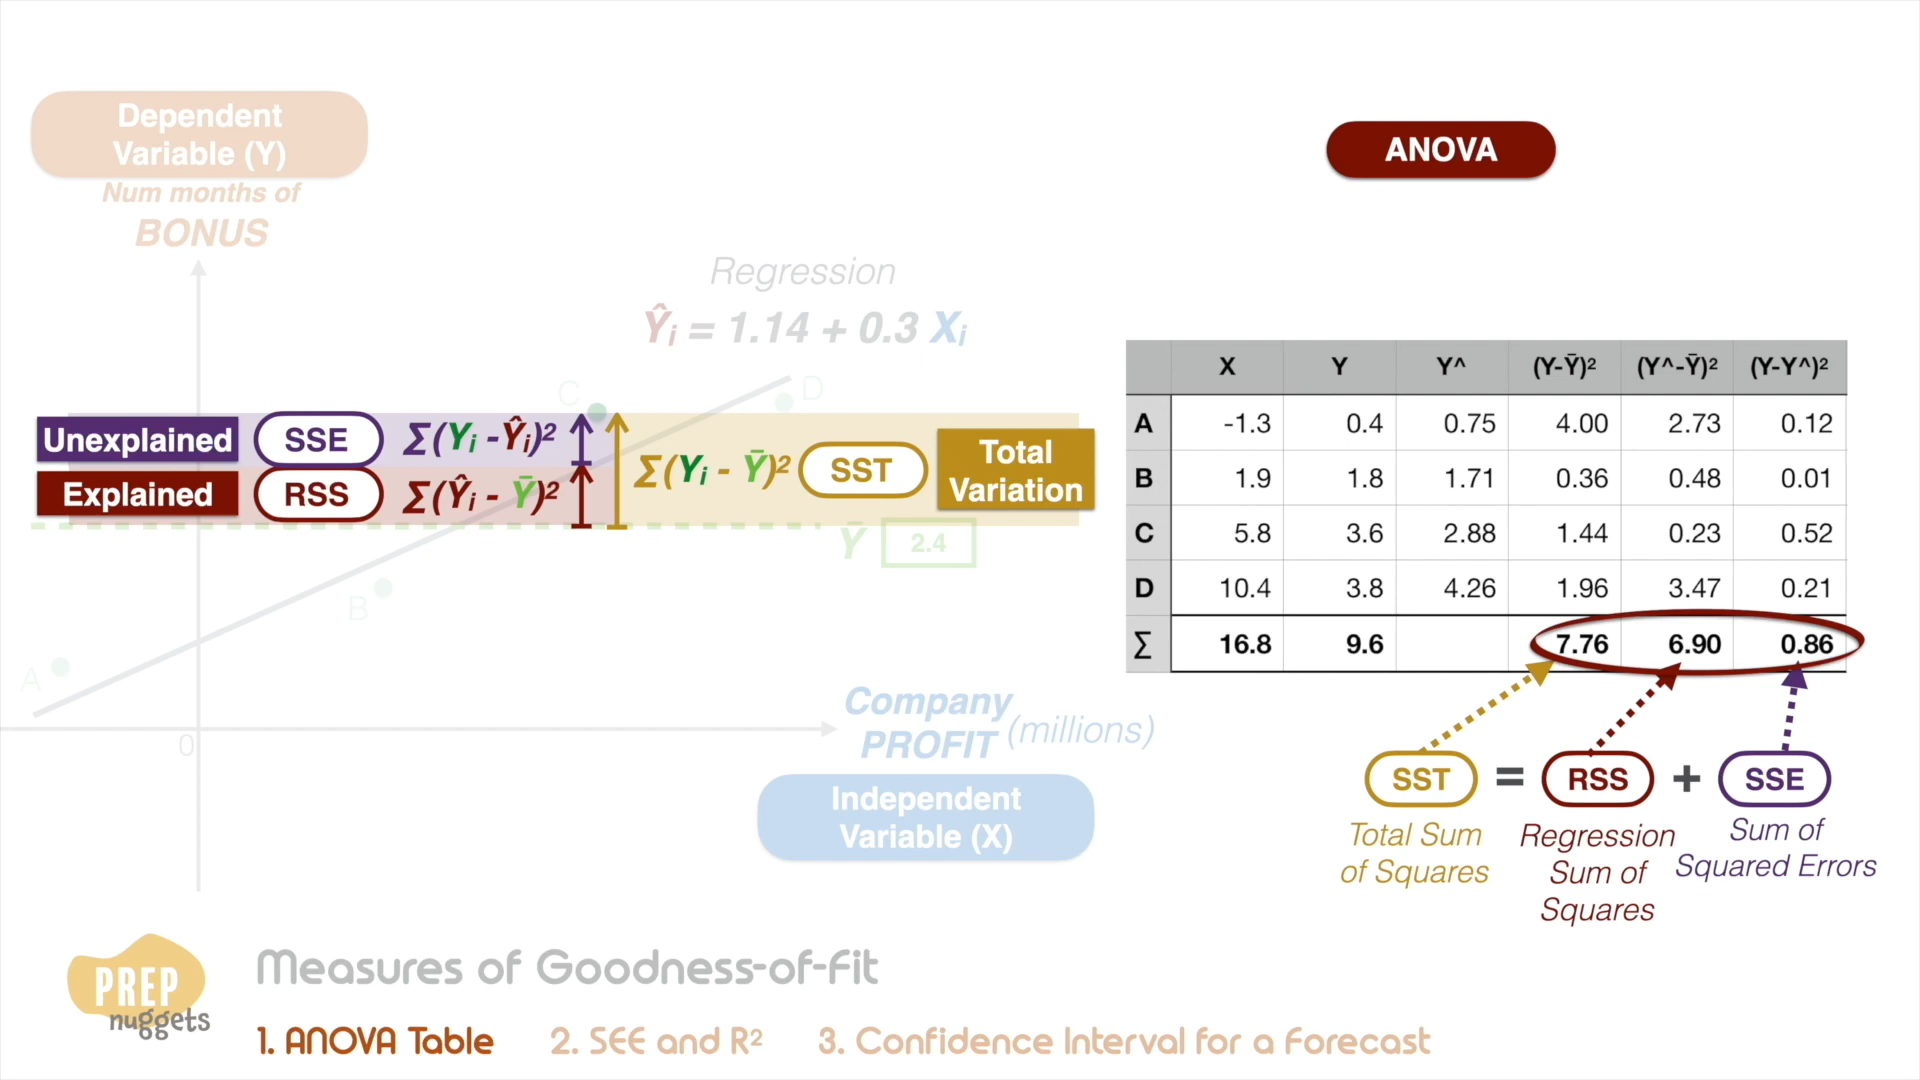 Dependent
Variable (Y)
Num months of
BONUS
ANOVA
Regression
Ŷi = 1.14 + 0.3 Xi
C
D
Unexplained SSE Σ(Yi - Ŷi)²
Explained RSS Σ(Ŷi - Ȳ)²
Σ(Yi - Ȳ)² SST Total
Variation
Ȳ 2.4
B
A
0
Company
PROFIT (millions)
Independent
Variable (X)
X Y Y^ (Y-Ȳ)² (Y^-Ȳ)² (Y-Y^)²
A -1.3 0.4 0.75 4.00 2.73 0.12
B 1.9 1.8 1.71 0.36 0.48 0.01
C 5.8 3.6 2.88 1.44 0.23 0.52
D 10.4 3.8 4.26 1.96 3.47 0.21
Σ 16.8 9.6 7.76 6.90 0.86
SST = RSS + SSE
Total Sum
of Squares
Regression
Sum of
Squares
Sum of
Squared Errors
PREP
nuggets
Measures of Goodness-of-Fit
1. ANOVA Table 2. SEE and R² 3. Confidence Interval for a Forecast